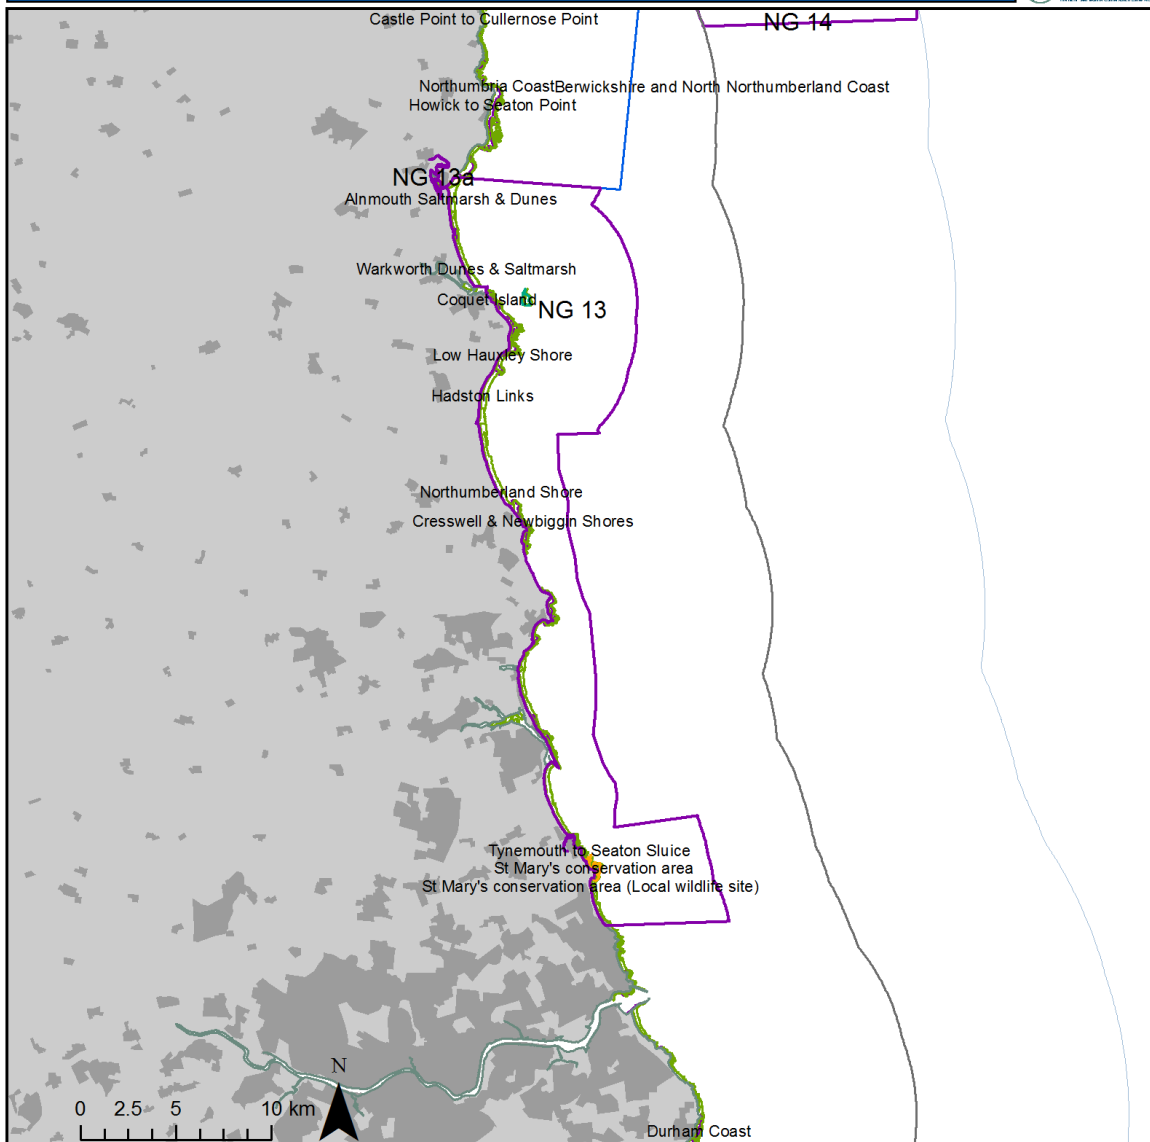 Castle Point to Cullernose Point
NG 14
Northumbria Coast
Berwickshire and North Northumberland Coast
Howick to Seaton Point
NG 13a
Alnmouth Saltmarsh & Dunes
Warkworth Dunes & Saltmarsh
Coquet Island
NG 13
Low Hauxley Shore
Hadston Links
Northumberland Shore
Cresswell & Newbiggin Shores
Tynemouth to Seaton Sluice
St Mary's conservation area
St Mary's conservation area (Local wildlife site)
N
0 2.5 5 10 km
Durham Coast